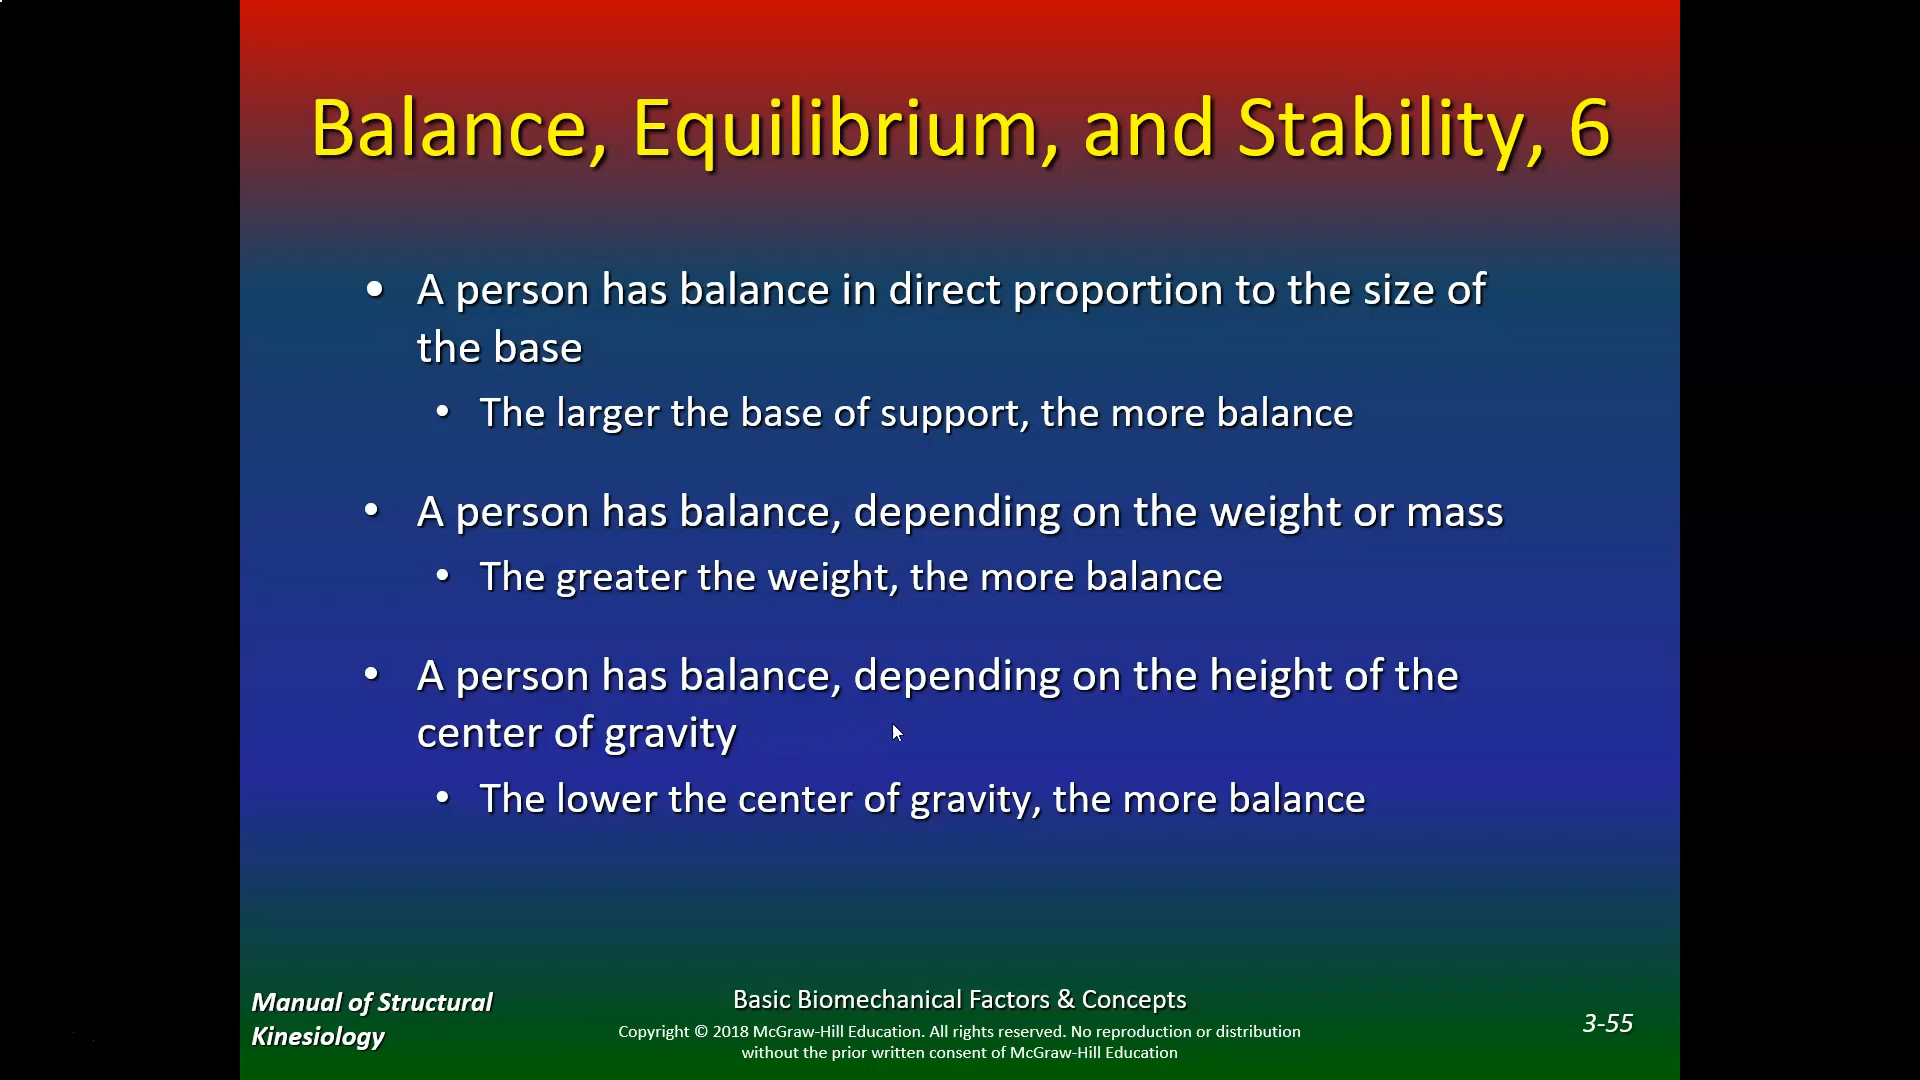 Balance, Equilibrium, and Stability, 6
• A person has balance in direct proportion to the size of
the base
• The larger the base of support, the more balance
• A person has balance, depending on the weight or mass
• The greater the weight, the more balance
• A person has balance, depending on the height of the
center of gravity
• The lower the center of gravity, the more balance
Manual of Structural
Kinesiology
Basic Biomechanical Factors & Concepts
Copyright © 2018 McGraw-Hill Education. All rights reserved. No reproduction or distribution
without the prior written consent of McGraw-Hill Education
3-55